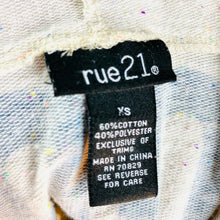 rue21®
XS
60%COTTON
40%POLYESTER
EXCLUSIVE OF
TRIMS
MADE IN CHINA
RN 70829
SEE REVERSE
FOR CARE